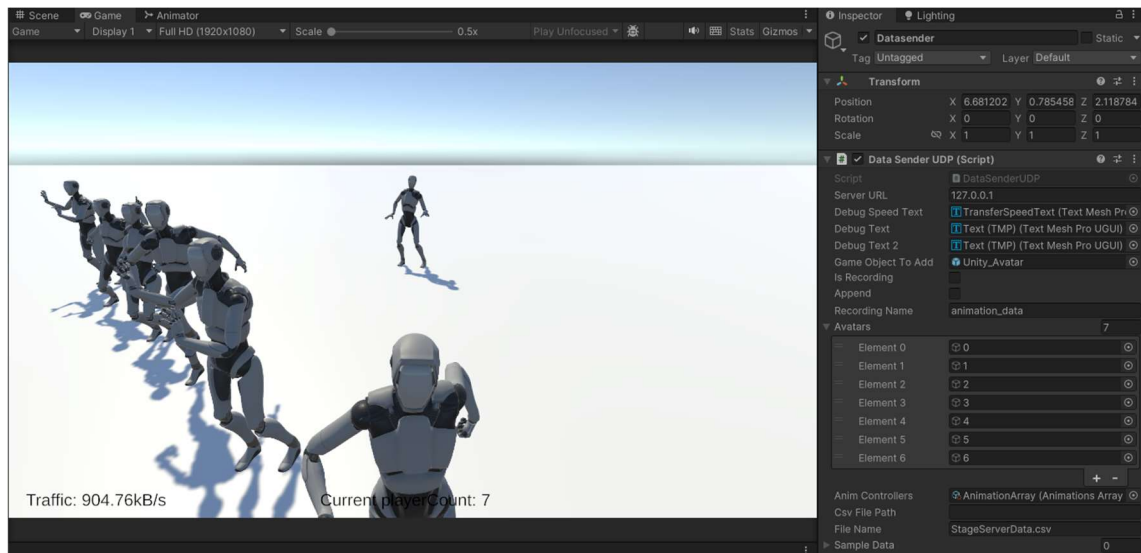 Scene Game Animator
Game Display 1 Full HD (1920x1080) Scale 0.5x Play Unfocused Stats Gizmos
Traffic: 904.76kB/s
Current playerCount: 7
Inspector Lighting
Datasender Static
Tag Untagged Layer Default
Transform
Position X 6.681202 Y 0.785458 Z 2.118784
Rotation X 0 Y 0 Z 0
Scale X 1 Y 1 Z 1
# Data Sender UDP (Script)
Script DataSenderUDP
Server URL 127.0.0.1
Debug Speed Text TransferSpeedText (Text Mesh Pr
Debug Text Text (TMP) (Text Mesh Pro UGUI)
Debug Text 2 Text (TMP) (Text Mesh Pro UGUI)
Game Object To Add Unity_Avatar
Is Recording
Append
Recording Name animation_data
Avatars 7
Element 0 0
Element 1 1
Element 2 2
Element 3 3
Element 4 4
Element 5 5
Element 6 6
+ -
Anim Controllers AnimationArray (Animations Array
Csv File Path
File Name StageServerData.csv
Sample Data 0